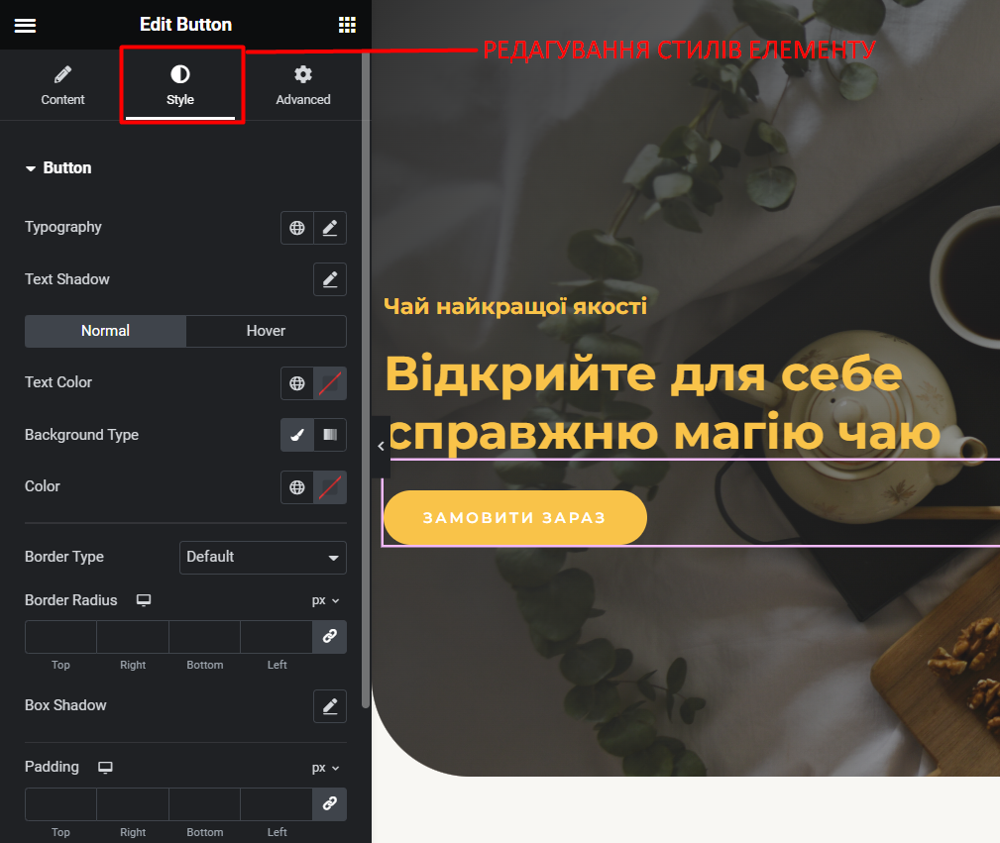 Edit Button
РЕДАГУВАННЯ СТИЛІВ ЕЛЕМЕНТУ
Content
Style
Advanced
Button
Typography
Text Shadow
Normal
Hover
Text Color
Background Type
Color
Border Type
Default
Border Radius
px
Top
Right
Bottom
Left
Box Shadow
Padding
px
Top
Right
Bottom
Left
Чай найкращої якості
Відкрийте для себе
справжню магію чаю
ЗАМОВИТИ ЗАРАЗ